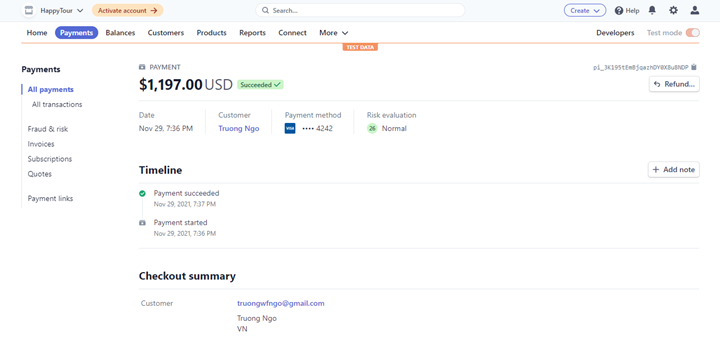 HappyTour
Activate account
Search...
Create
Help
Home
Payments
Balances
Customers
Products
Reports
Connect
More
Developers
Test mode
TEST DATA
Payments
All payments
All transactions
Fraud & risk
Invoices
Subscriptions
Quotes
Payment links
PAYMENT
$1,197.00 USD Succeeded
Refund...
Date
Nov 29, 7:36 PM
Customer
Truong Ngo
Payment method
VISA •••• 4242
Risk evaluation
26 Normal
Timeline
Add note
Payment succeeded
Nov 29, 2021, 7:37 PM
Payment started
Nov 29, 2021, 7:36 PM
Checkout summary
Customer
truongwfngo@gmail.com
Truong Ngo
VN